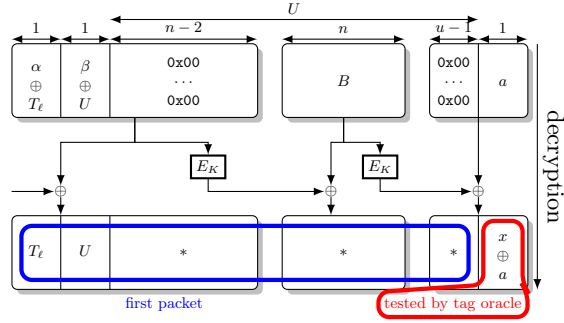 U
1 1 n − 2 n u − 1 1
α β 0x00 B 0x00 a
⊕ ⊕ ··· ···
Tℓ U 0x00 0x00
E_K E_K
⊕ ⊕ ⊕
Tℓ U * * * x
⊕
a
first packet tested by tag oracle
decryption